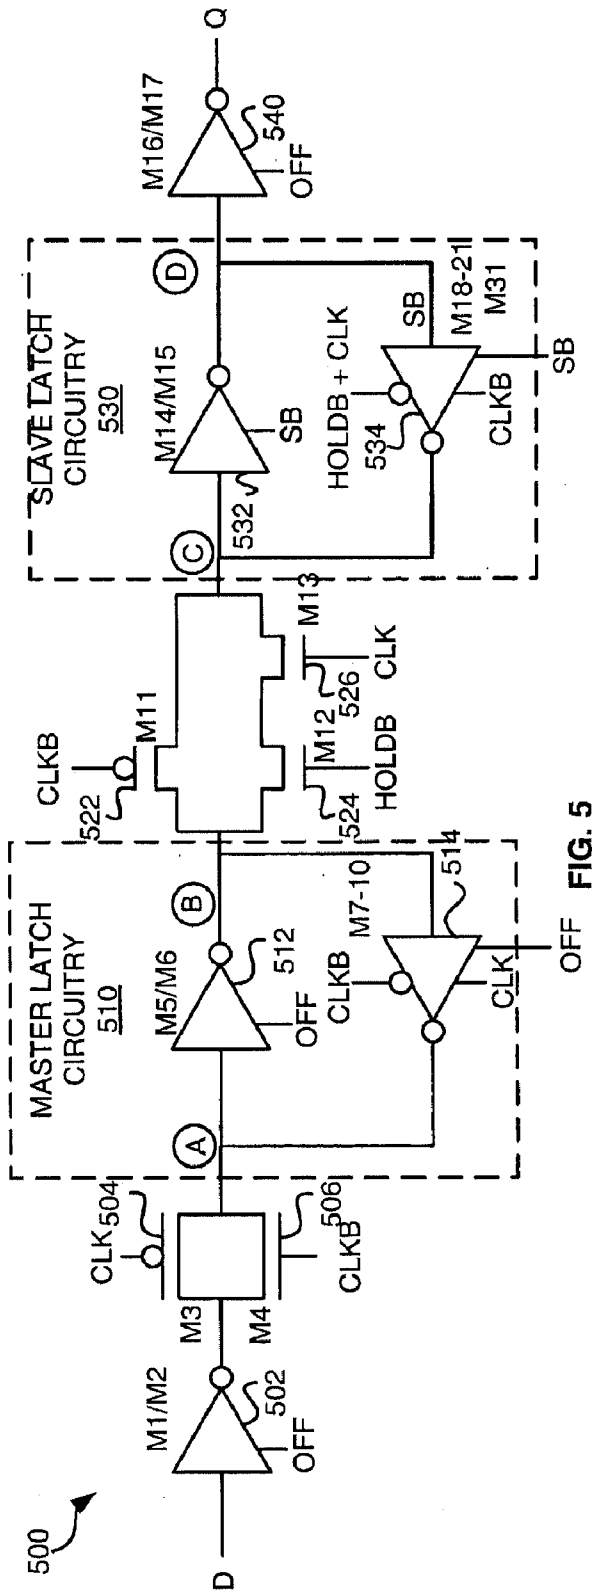 500
D
M1/M2
502
OFF
CLK
504
M3
M4
506
CLKB
MASTER LATCH
CIRCUITRY
510
A
M5/M6
B
512
OFF
M7-10
CLKB
514
CLK
OFF
CLKB
522
M11
M12
M13
524
526
HOLDB
CLK
SLAVE LATCH
CIRCUITRY
530
C
M14/M15
D
532
SB
HOLDB + CLK
SB
534
M18-21
M31
CLKB
SB
M16/M17
540
OFF
Q
FIG. 5